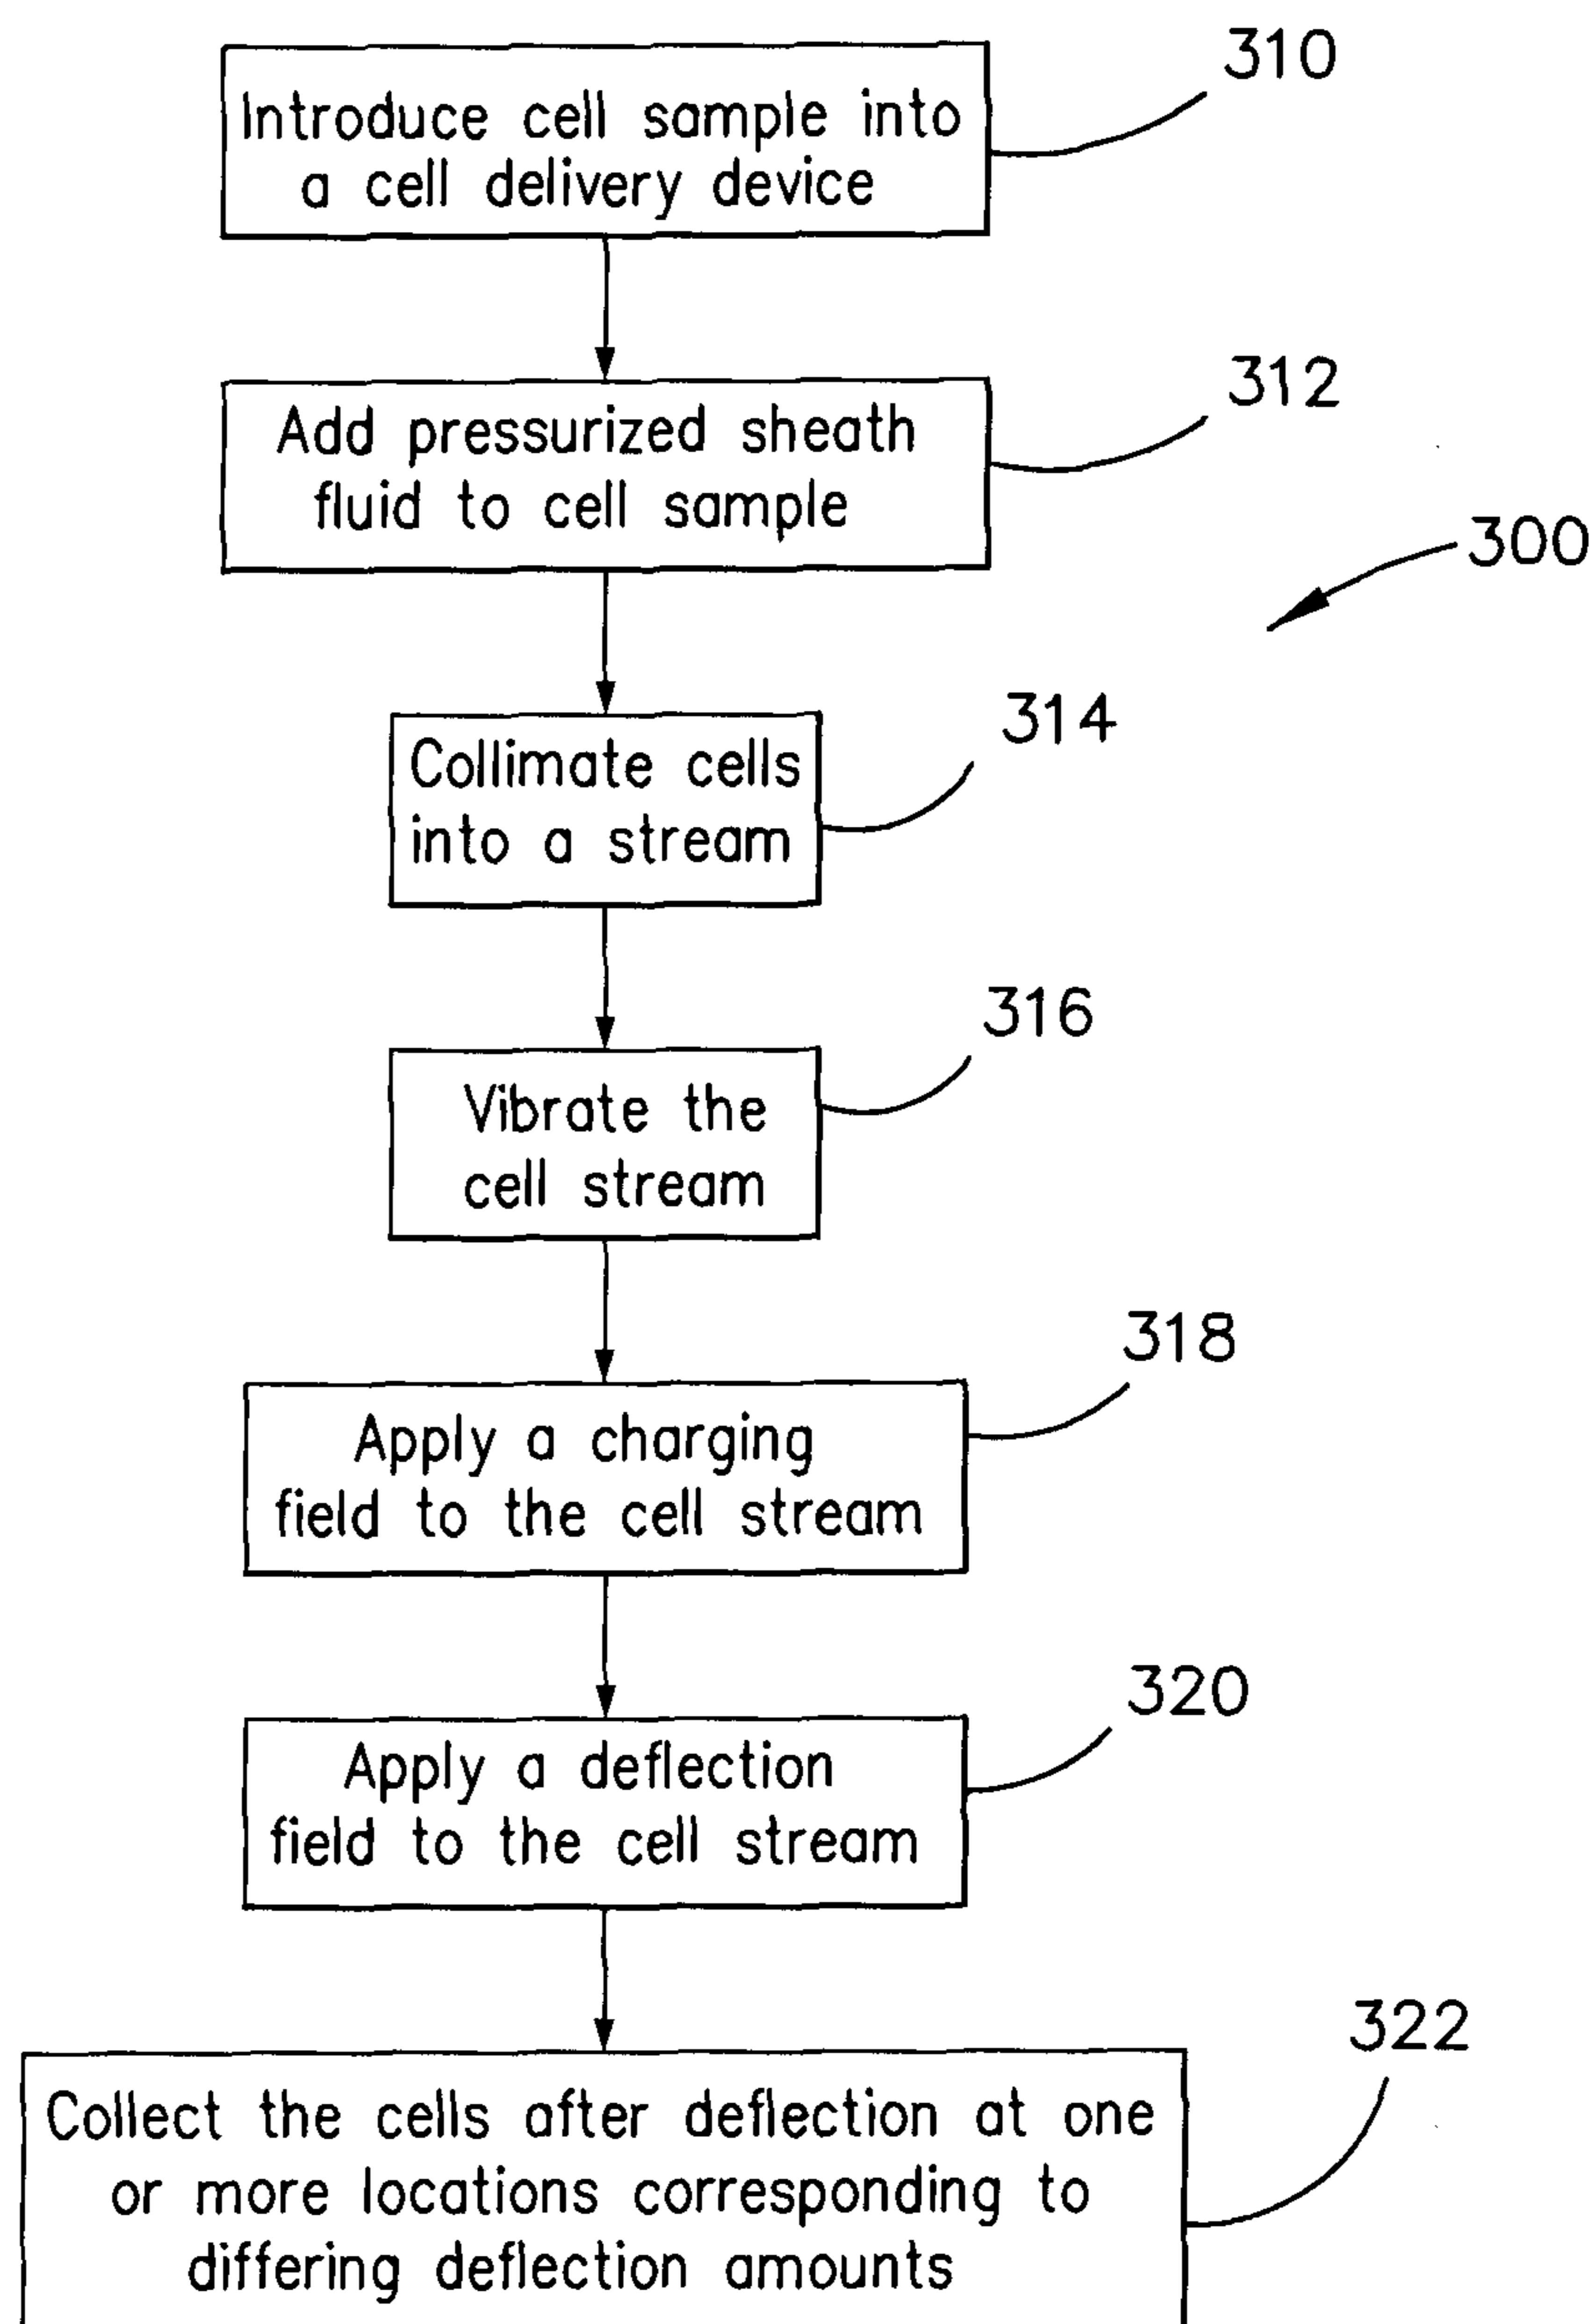 310
Introduce cell sample into
a cell delivery device
312
Add pressurized sheath
fluid to cell sample
300
314
Collimate cells
into a stream
316
Vibrate the
cell stream
318
Apply a charging
field to the cell stream
320
Apply a deflection
field to the cell stream
322
Collect the cells after deflection at one
or more locations corresponding to
differing deflection amounts